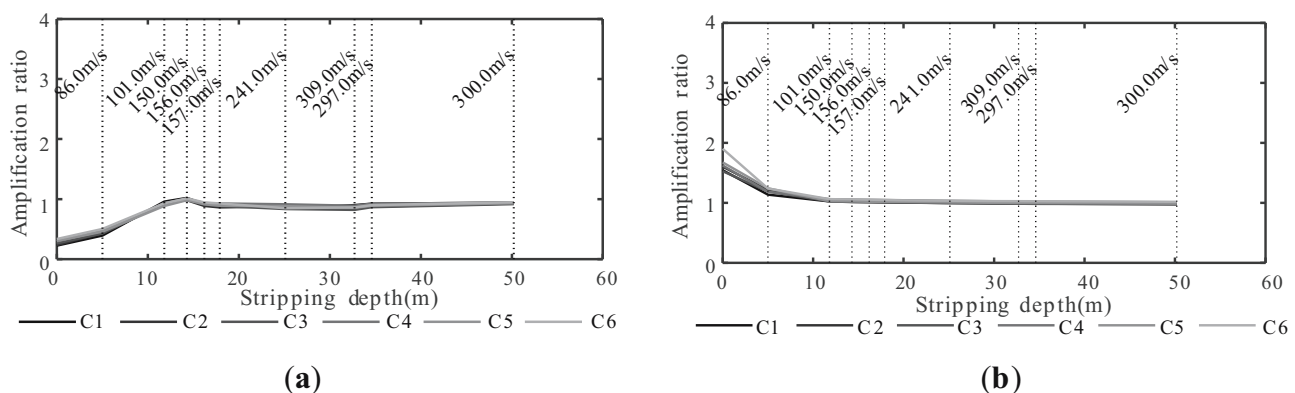 Amplification ratio
4
3
2
1
0
86.0m/s
101.0m/s
150.0m/s
156.0m/s
157.0m/s
241.0m/s
309.0m/s
297.0m/s
300.0m/s
0 10 20 30 40 50 60
Stripping depth(m)
C1 C2 C3 C4 C5 C6
(a)
Amplification ratio
4
3
2
1
0
86.0m/s
101.0m/s
150.0m/s
156.0m/s
157.0m/s
241.0m/s
309.0m/s
297.0m/s
300.0m/s
0 10 20 30 40 50 60
Stripping depth(m)
C1 C2 C3 C4 C5 C6
(b)